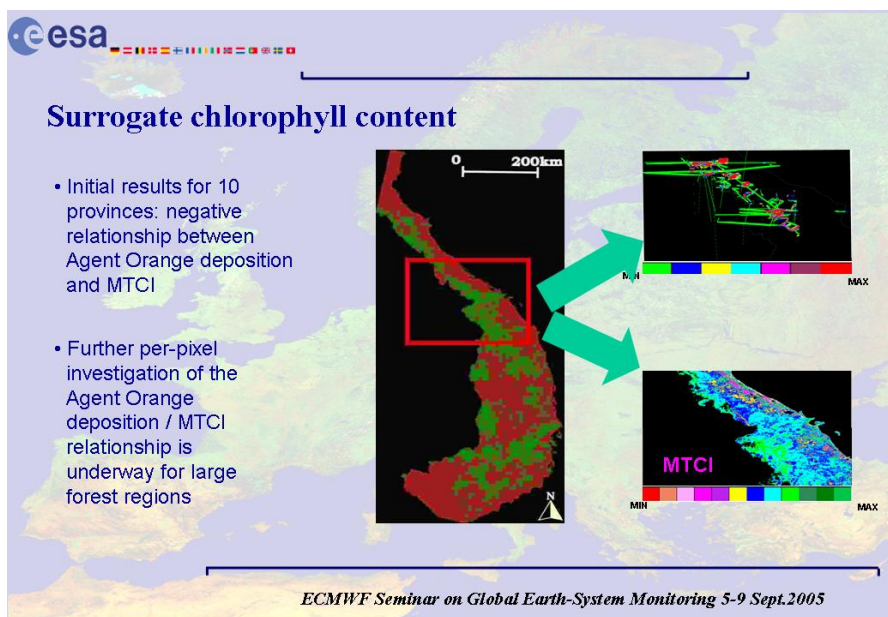 esa
Surrogate chlorophyll content
• Initial results for 10
provinces: negative
relationship between
Agent Orange deposition
and MTCI
• Further per-pixel
investigation of the
Agent Orange
deposition / MTCI
relationship is
underway for large
forest regions
0 200km
N
MIN MAX
MTCI
MIN MAX
ECMWF Seminar on Global Earth-System Monitoring 5-9 Sept.2005